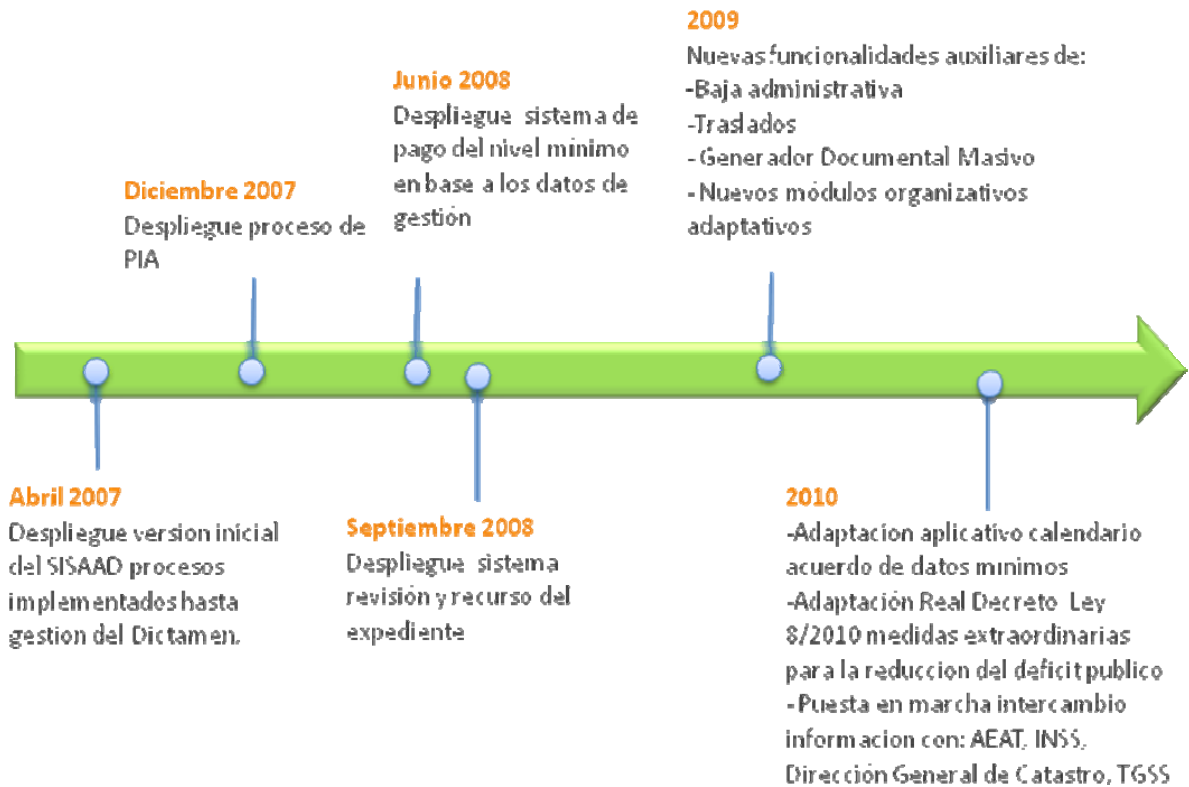 2009
Nuevas funcionalidades auxiliares de:
-Baja administrativa
-Traslados
- Generador Documental Masivo
- Nuevos módulos organizativos
adaptativos
Junio 2008
Despliegue sistema de
pago del nivel mínimo
en base a los datos de
gestión
Diciembre 2007
Despliegue proceso de
PIA
Abril 2007
Despliegue version inicial
del SISAAD procesos
implementados hasta
gestion del Dictamen.
Septiembre 2008
Despliegue sistema
revisión y recurso del
expediente
2010
-Adaptacion aplicativo calendario
acuerdo de datos minimos
-Adaptación Real Decreto Ley
8/2010 medidas extraordinarias
para la reduccion del deficit publico
- Puesta en marcha intercambio
informacion con: AEAT, INSS,
Dirección General de Catastro, TGSS